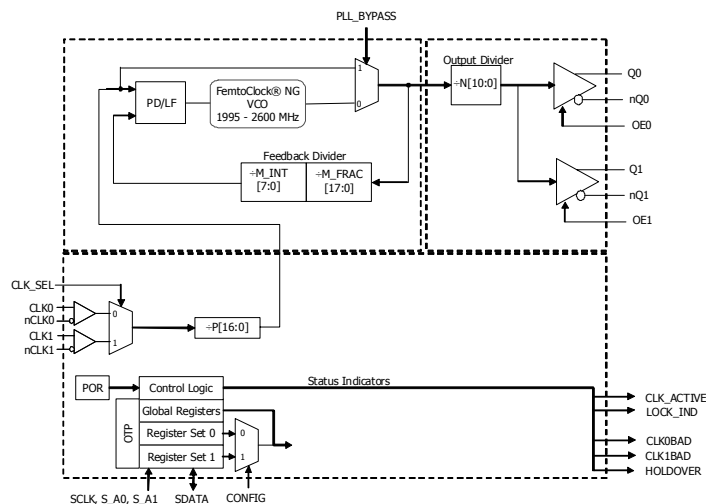 PLL_BYPASS
Output Divider
FemtoClock® NG
VCO
1995 - 2600 MHz
PD/LF
1
0
÷N[10:0]
Q0
nQ0
OE0
Feedback Divider
÷M_INT
[7:0]
÷M_FRAC
[17:0]
Q1
nQ1
OE1
CLK_SEL
CLK0
nCLK0
CLK1
nCLK1
0
1
÷P[16:0]
POR
Control Logic
Status Indicators
OTP
Global Registers
Register Set 0
Register Set 1
0
1
CLK_ACTIVE
LOCK_IND
CLK0BAD
CLK1BAD
HOLDOVER
SCLK, S_A0, S_A1
SDATA
CONFIG